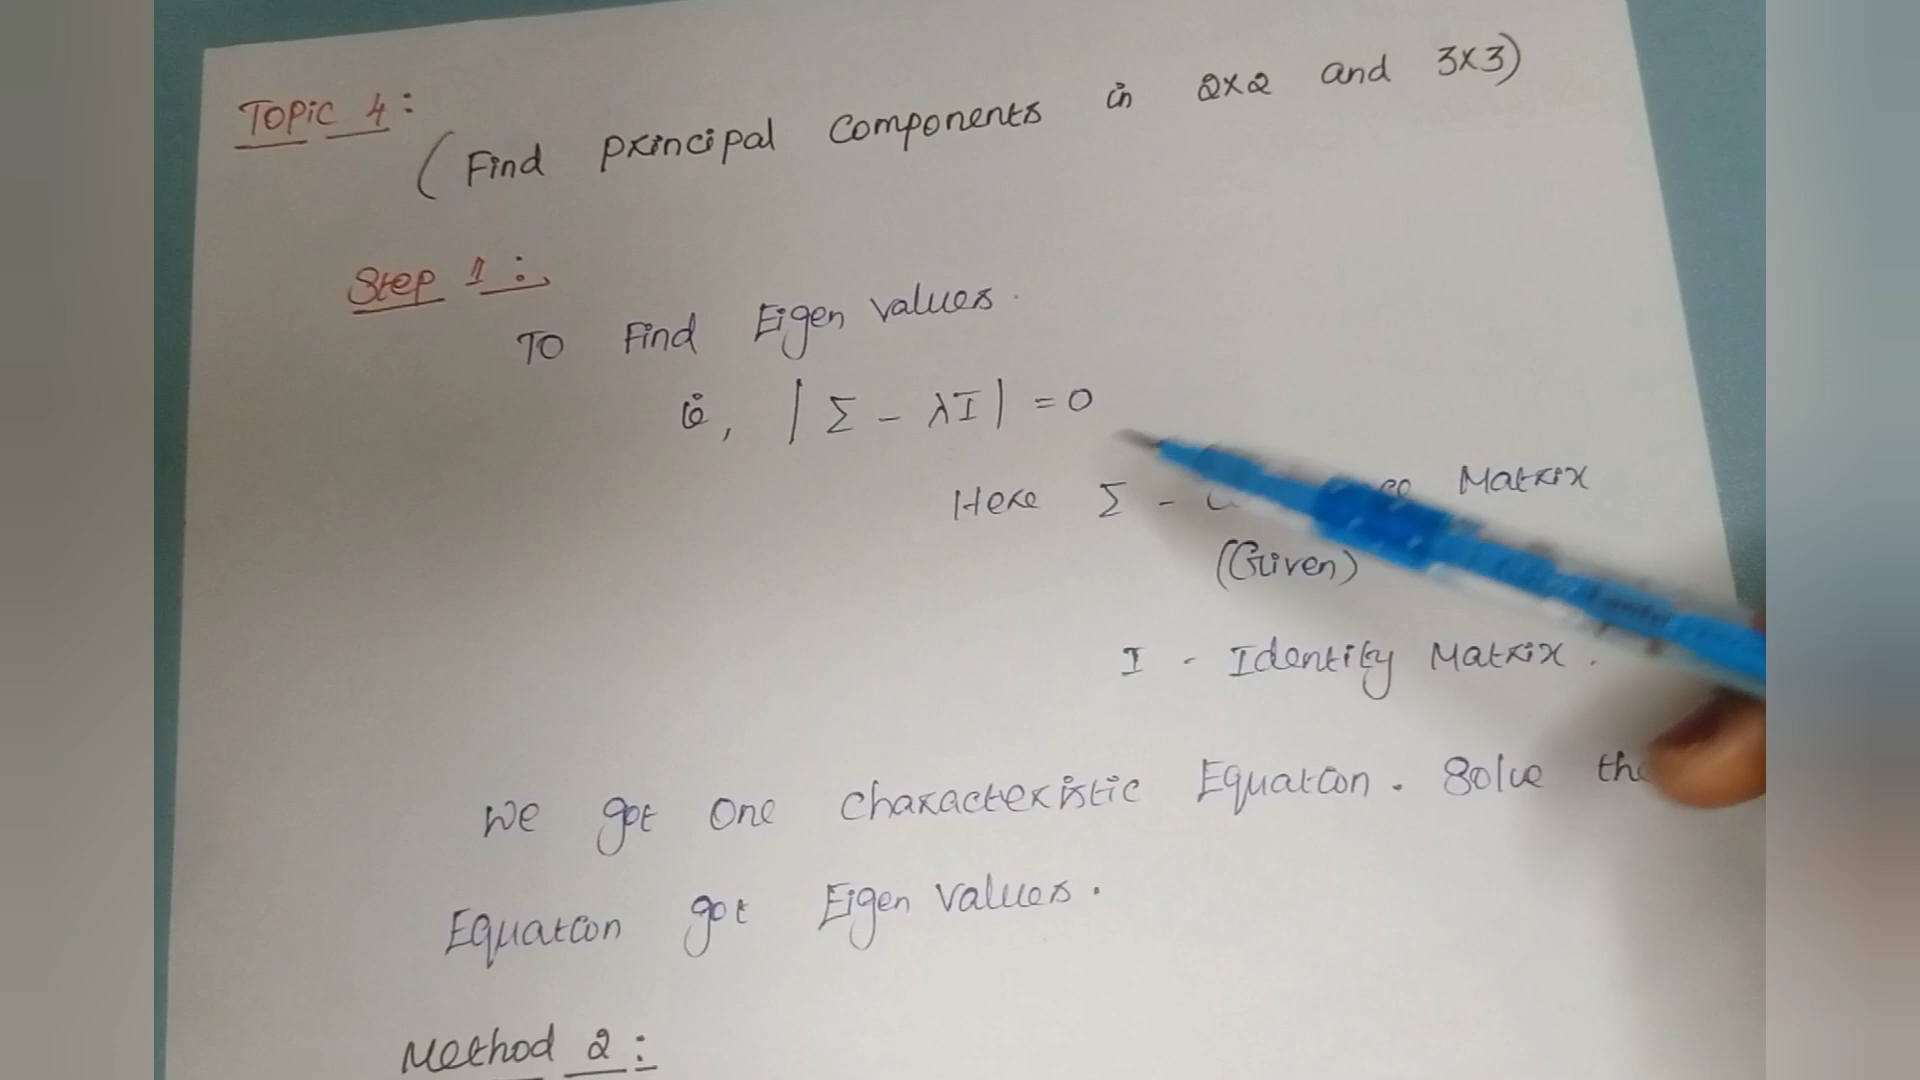 Topic 4:
(Find principal components in 2x2 and 3x3)
Step 1:
To Find Eigen values.
ie, | Σ - λI | = 0
Here Σ - Matrix
(Given)
I - Identity Matrix.
We got one characteristic Equation. Solve
Equation got Eigen values.
Method 2: